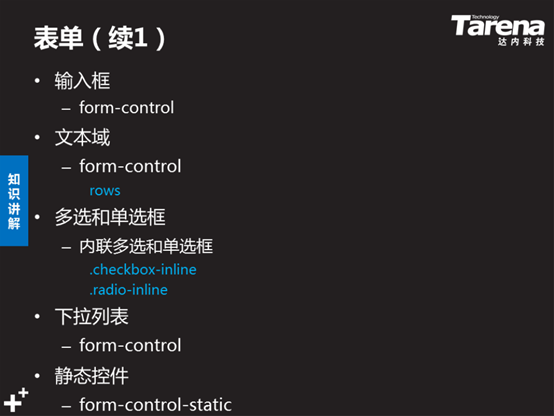 表单（续1）
Technology
Tarena
达内科技
• 输入框
– form-control
• 文本域
– form-control
rows
知识讲解
• 多选和单选框
– 内联多选和单选框
.checkbox-inline
.radio-inline
• 下拉列表
– form-control
• 静态控件
– form-control-static